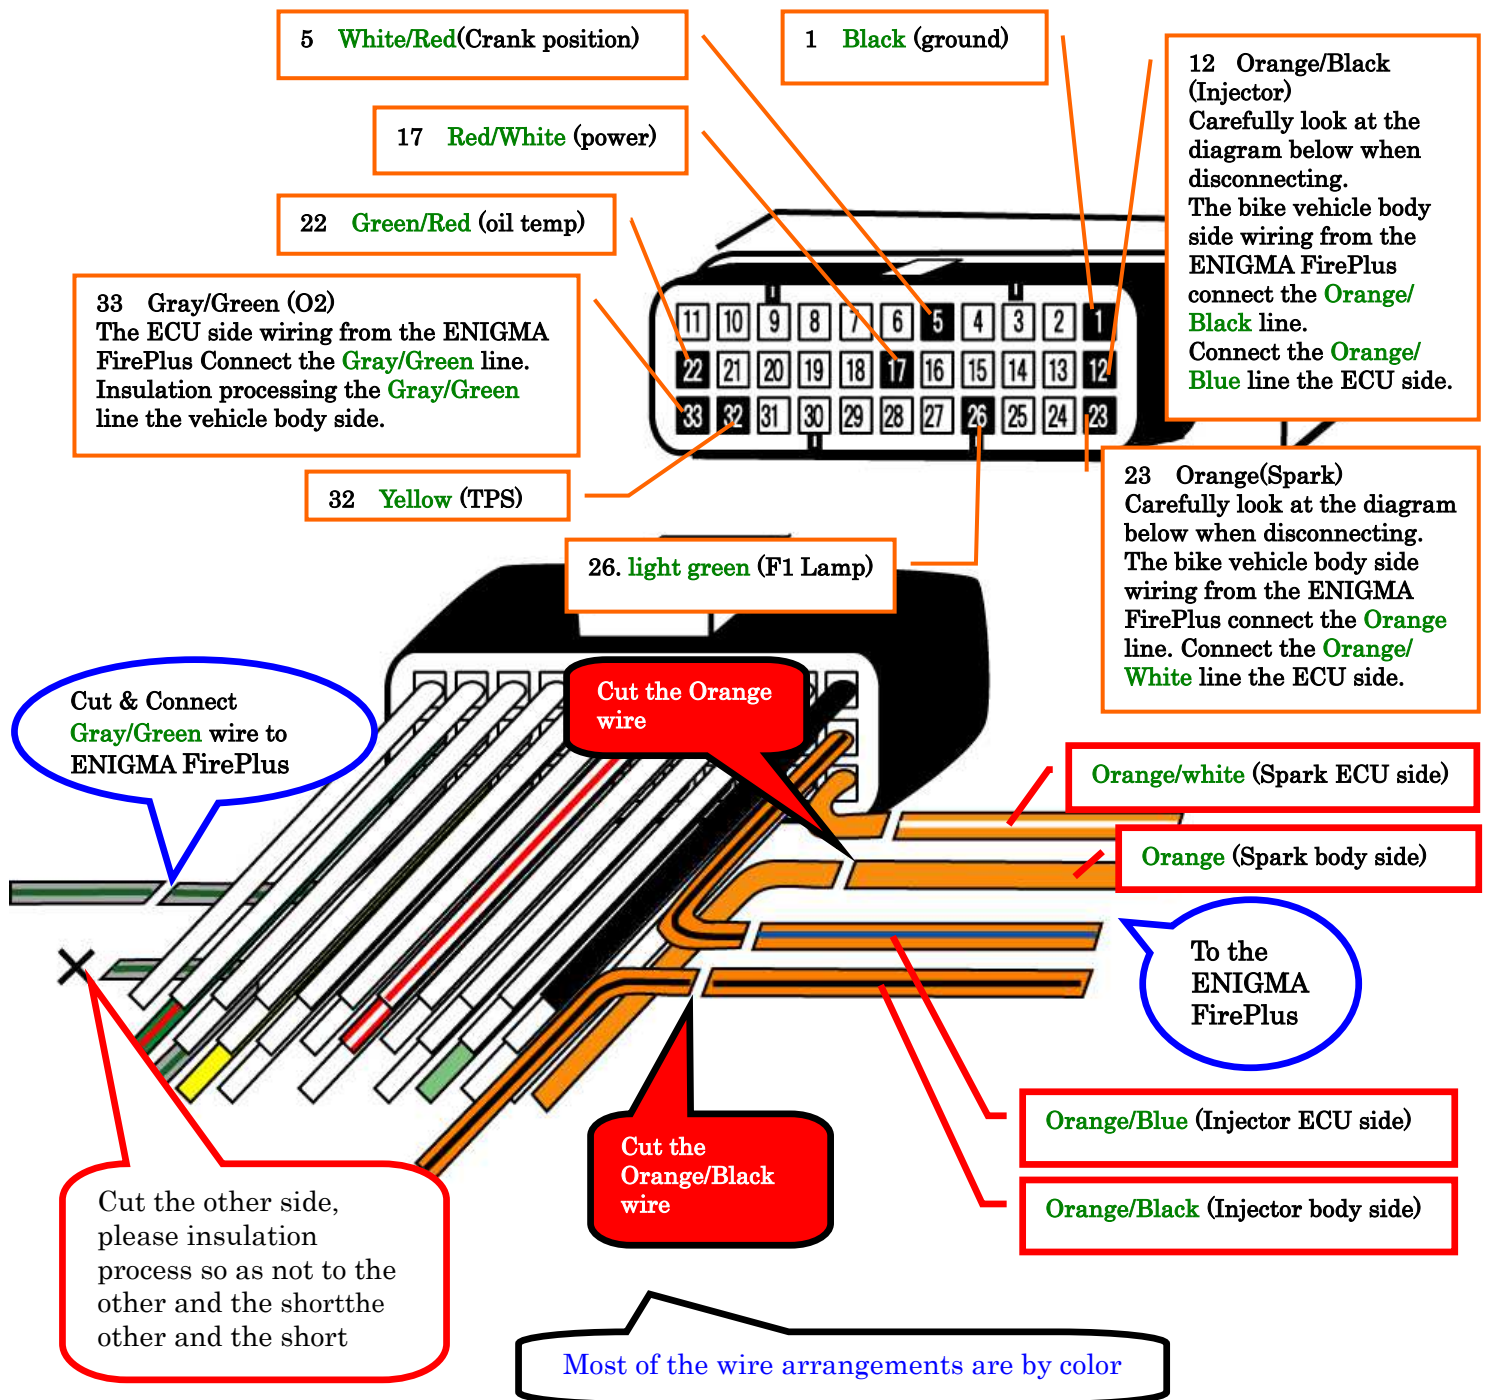 5 White/Red(Crank position)
1 Black (ground)
12 Orange/Black
(Injector)
Carefully look at the
diagram below when
disconnecting.
The bike vehicle body
side wiring from the
ENIGMA FirePlus
connect the Orange/
Black line.
Connect the Orange/
Blue line the ECU side.
17 Red/White (power)
22 Green/Red (oil temp)
33 Gray/Green (O2)
The ECU side wiring from the ENIGMA
FirePlus Connect the Gray/Green line.
Insulation processing the Gray/Green
line the vehicle body side.
11 10 9 8 7 6 5 4 3 2 1
22 21 20 19 18 17 16 15 14 13 12
33 32 31 30 29 28 27 26 25 24 23
32 Yellow (TPS)
23 Orange(Spark)
Carefully look at the diagram
below when disconnecting.
The bike vehicle body side
wiring from the ENIGMA
FirePlus connect the Orange
line. Connect the Orange/
White line the ECU side.
26. light green (F1 Lamp)
Cut & Connect
Gray/Green wire to
ENIGMA FirePlus
Cut the Orange
wire
Orange/white (Spark ECU side)
Orange (Spark body side)
To the
ENIGMA
FirePlus
Orange/Blue (Injector ECU side)
Orange/Black (Injector body side)
Cut the
Orange/Black
wire
Cut the other side,
please insulation
process so as not to the
other and the shortthe
other and the short
Most of the wire arrangements are by color